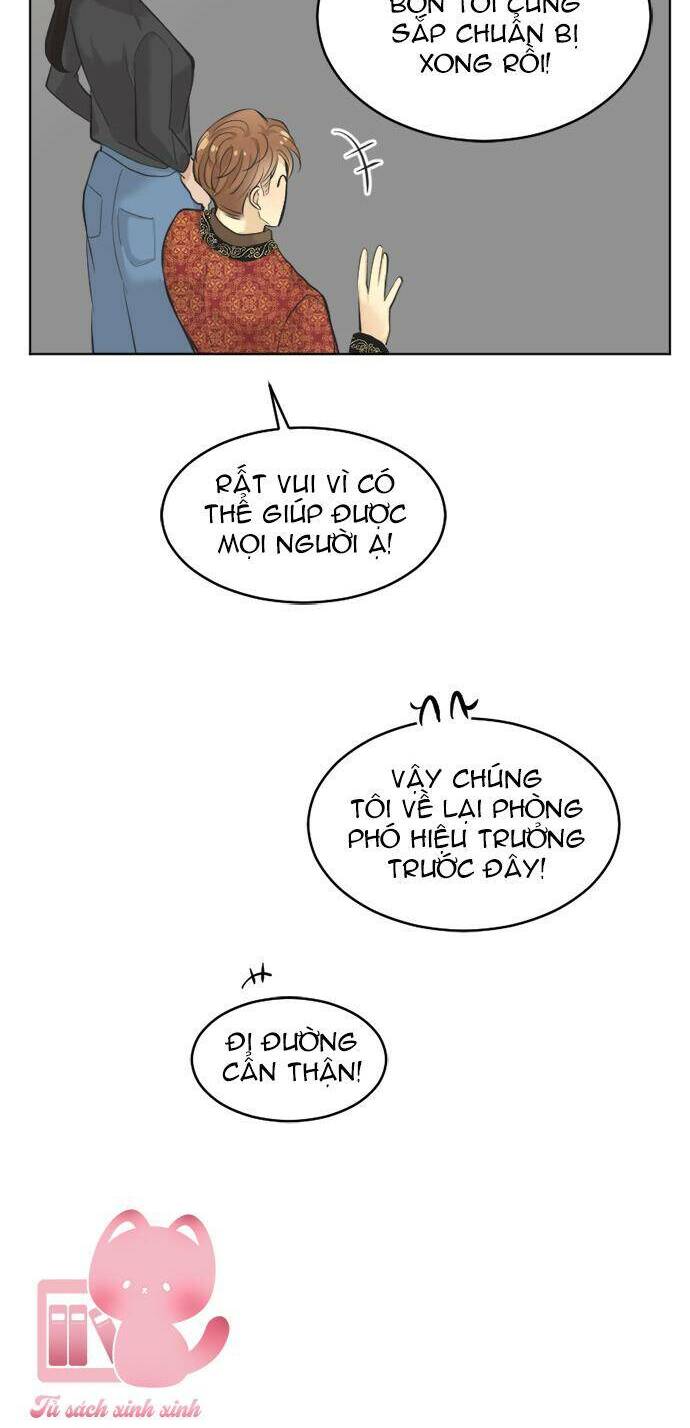 BỌN TÔI CŨNG
SẮP CHUẨN BỊ
XONG RỒI!
RẤT VUI VÌ CÓ
THỂ GIÚP ĐƯỢC
MỌI NGƯỜI Ạ!
VẬY CHÚNG
TÔI VỀ LẠI PHÒNG
PHÓ HIỆU TRƯỞNG
TRƯỚC ĐÂY!
ĐI ĐƯỜNG
CẨN THẬN!
Tủ sách xinh xinh